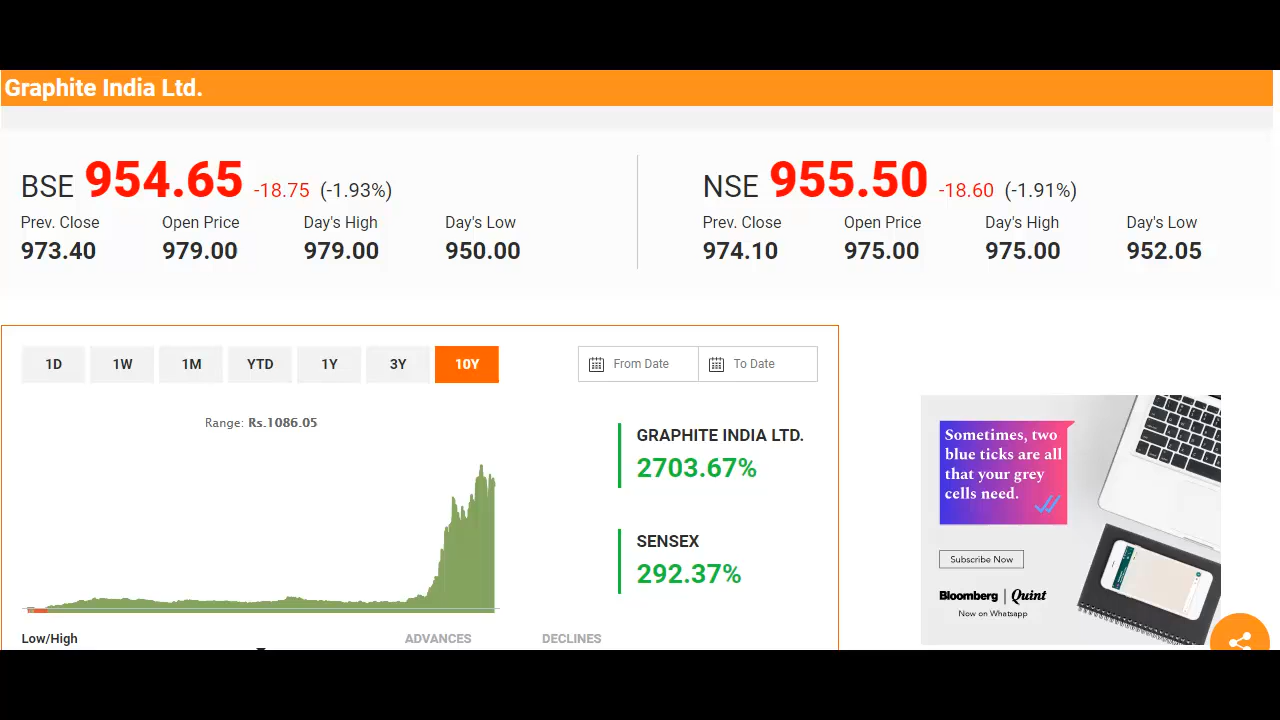 Graphite India Ltd.
BSE 954.65 -18.75 (-1.93%)
Prev. Close Open Price Day's High Day's Low
973.40 979.00 979.00 950.00
NSE 955.50 -18.60 (-1.91%)
Prev. Close Open Price Day's High Day's Low
974.10 975.00 975.00 952.05
1D 1W 1M YTD 1Y 3Y 10Y
From Date To Date
Range: Rs.1086.05
GRAPHITE INDIA LTD.
2703.67%
SENSEX
292.37%
Low/High ADVANCES DECLINES
Sometimes, two
blue ticks are all
that your grey
cells need.
Subscribe Now
Bloomberg | Quint
Now on Whatsapp